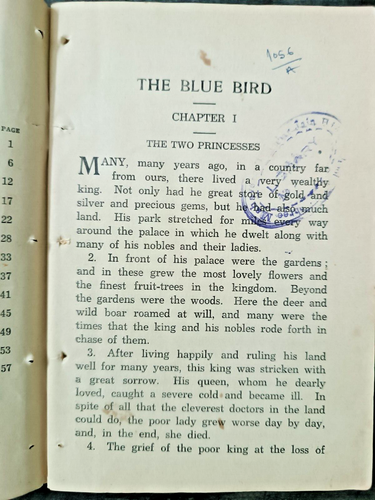 1056
A
THE BLUE BIRD
CHAPTER I
THE TWO PRINCESSES
MANY, many years ago, in a country far
from ours, there lived a very wealthy
king. Not only had he great store of gold and
silver and precious gems, but he had also much
land. His park stretched for miles every way
around the palace in which he dwelt along with
many of his nobles and their ladies.
2. In front of his palace were the gardens;
and in these grew the most lovely flowers and
the finest fruit-trees in the kingdom. Beyond
the gardens were the woods. Here the deer and
wild boar roamed at will, and many were the
times that the king and his nobles rode forth in
chase of them.
3. After living happily and ruling his land
well for many years, this king was stricken with
a great sorrow. His queen, whom he dearly
loved, caught a severe cold and became ill. In
spite of all that the cleverest doctors in the land
could do, the poor lady grew worse day by day,
and, in the end, she died.
4. The grief of the poor king at the loss of
PAGE
1
6
12
17
22
28
33
37
41
45
49
53
57